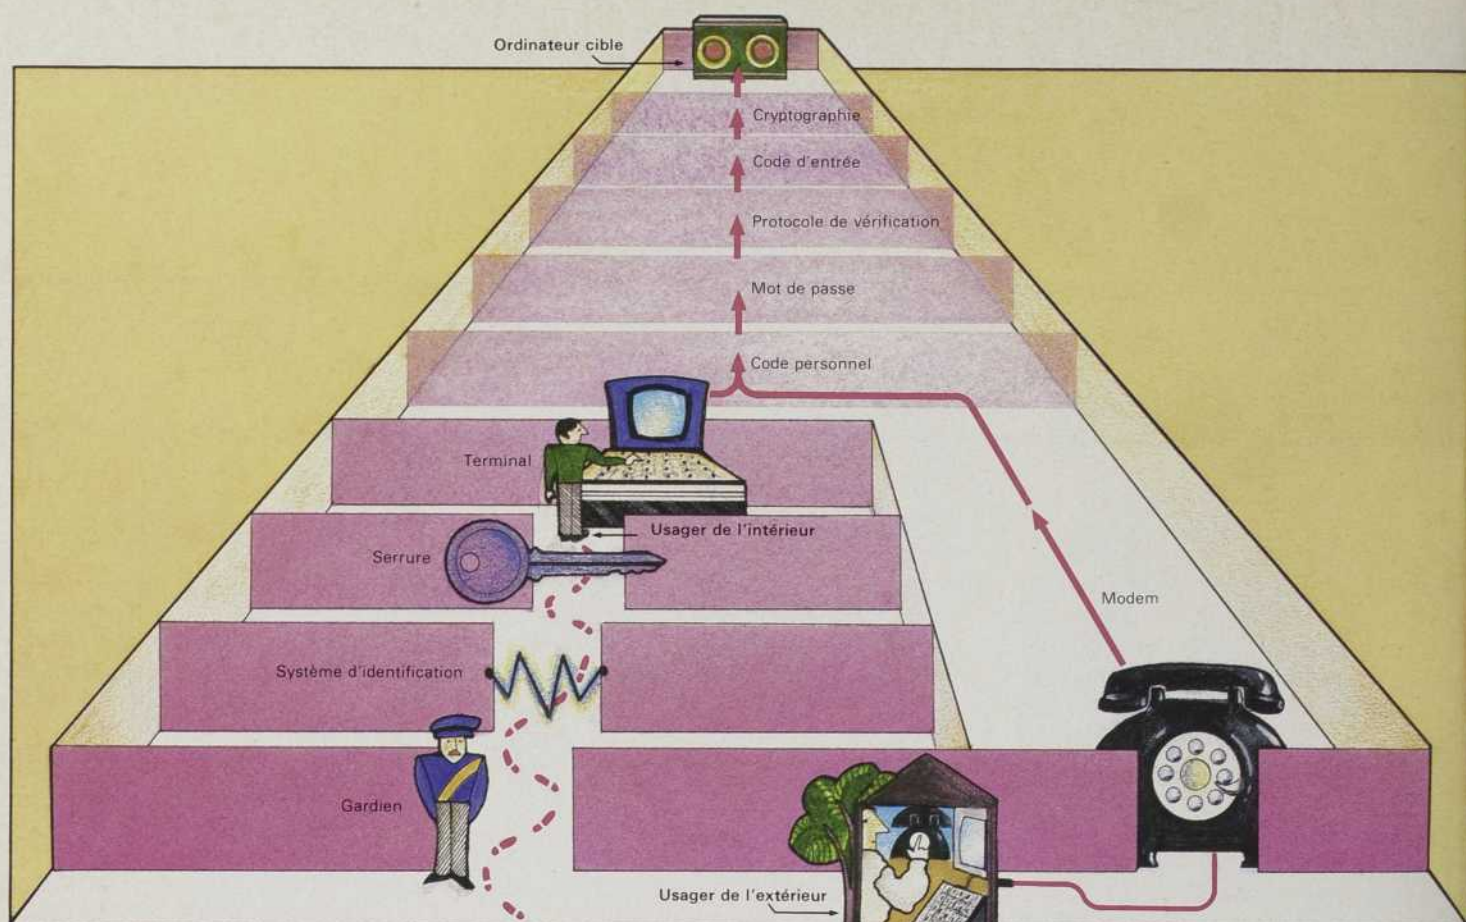 Ordinateur cible
Cryptographie
Code d'entrée
Protocole de vérification
Mot de passe
Code personnel
Terminal
Usager de l'intérieur
Serrure
Modem
Système d'identification
Gardien
Usager de l'extérieur